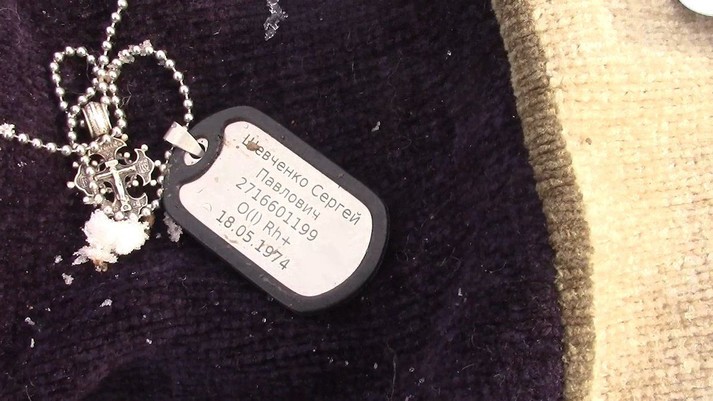 Шевченко Сергей
Павлович
2716601199
O(I) Rh+
18.05.1974